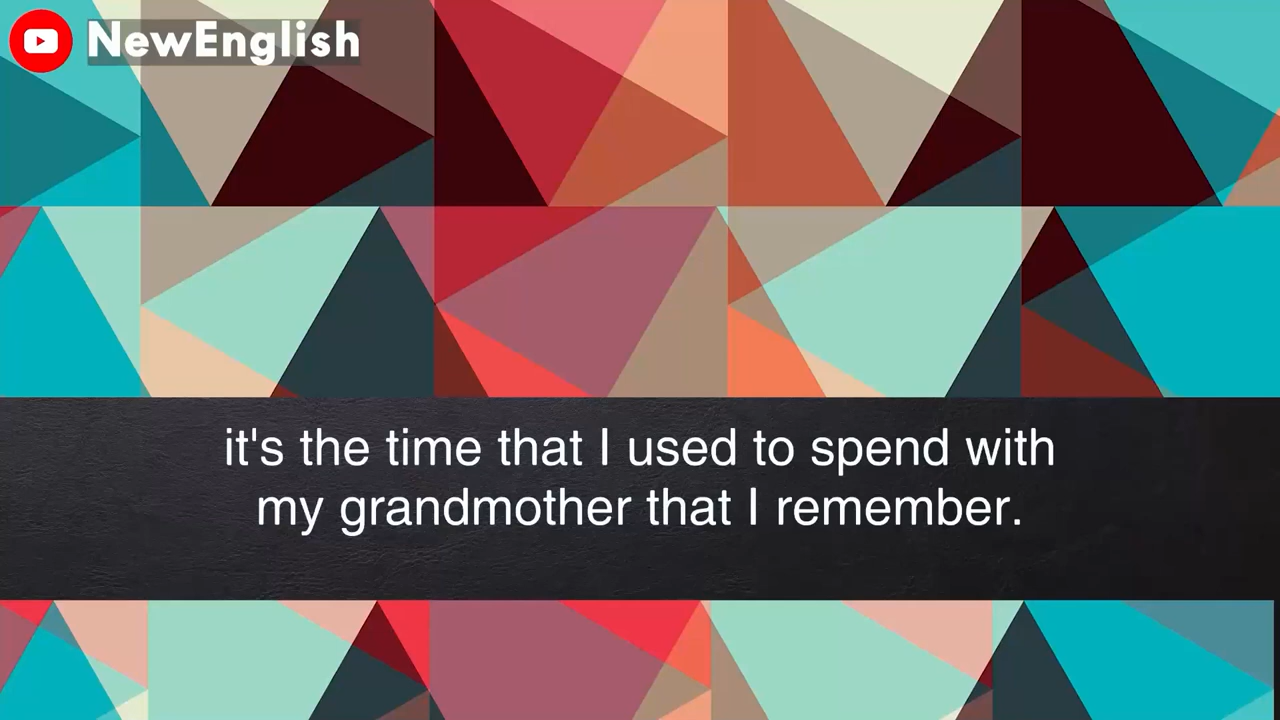 NewEnglish
it's the time that I used to spend with
my grandmother that I remember.